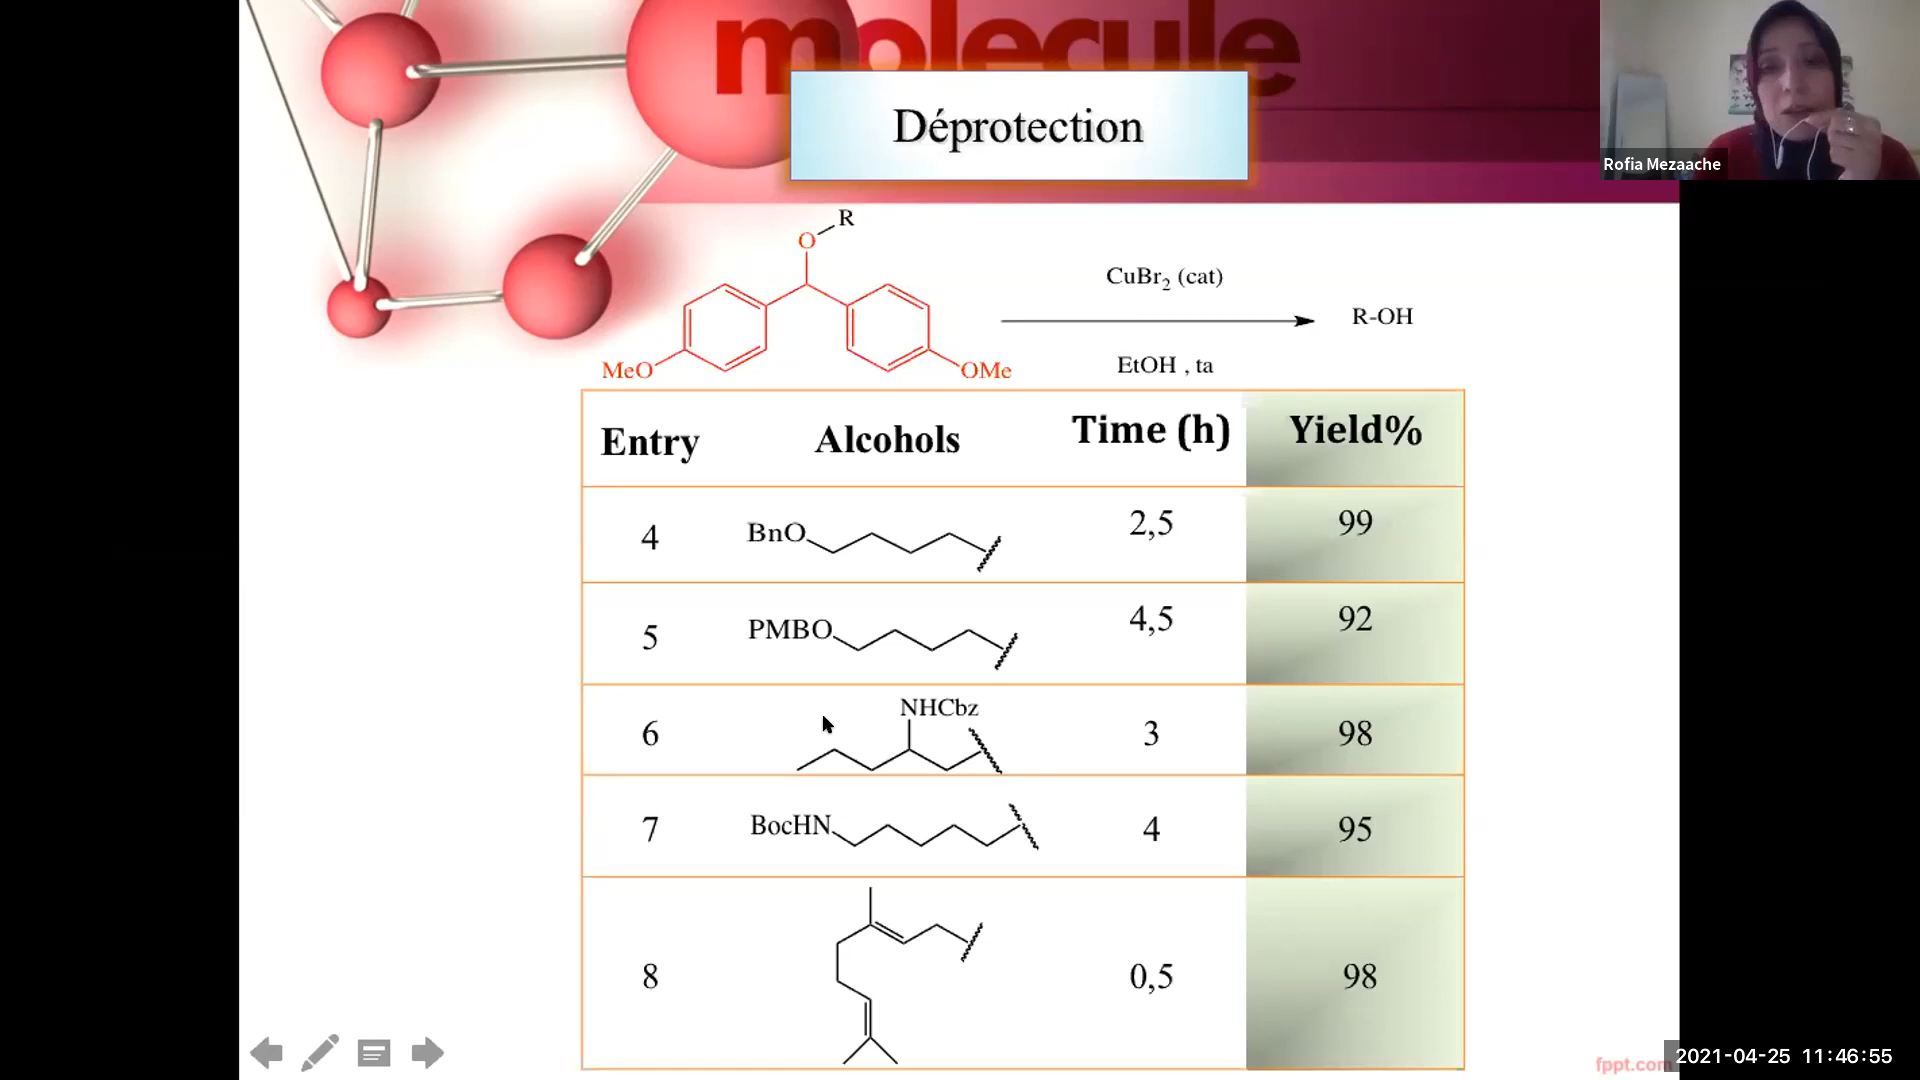 molecule
Déprotection
Rofia Mezaache
O R
MeO OMe
CuBr2 (cat)
EtOH , ta
R-OH
Entry Alcohols Time (h) Yield%
4 BnO 2,5 99
5 PMBO 4,5 92
6 NHCbz 3 98
7 BocHN 4 95
8 0,5 98
fppt.com
2021-04-25 11:46:55